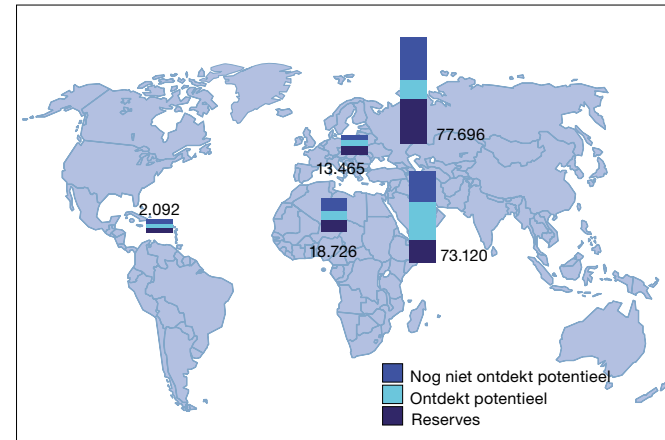 77.696
13.465
2,092
18.726
73.120
Nog niet ontdekt potentieel
Ontdekt potentieel
Reserves